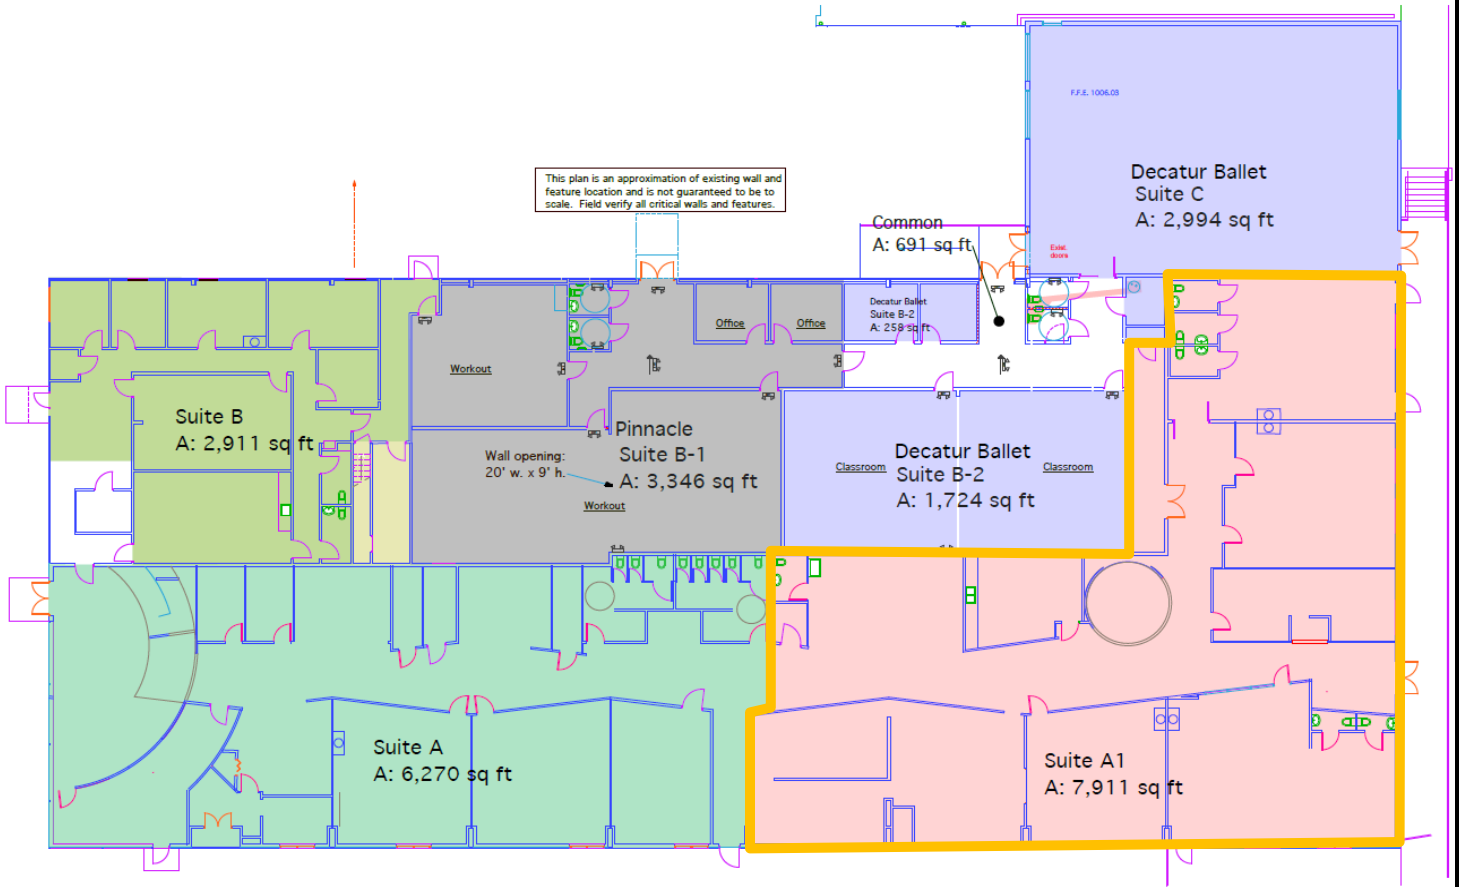 F.F.E. 1006.03
This plan is an approximation of existing wall and
feature location and is not guaranteed to be to
scale. Field verify all critical walls and features.
Decatur Ballet
Suite C
A: 2,994 sq ft
Common
A: 691 sq ft
Exist.
doors
Decatur Ballet
Suite B-2
A: 258 sq ft
Office
Office
Workout
Suite B
A: 2,911 sq ft
Pinnacle
Suite B-1
A: 3,346 sq ft
Wall opening:
20' w. x 9' h.
Workout
Decatur Ballet
Suite B-2
A: 1,724 sq ft
Classroom
Classroom
Suite A
A: 6,270 sq ft
Suite A1
A: 7,911 sq ft